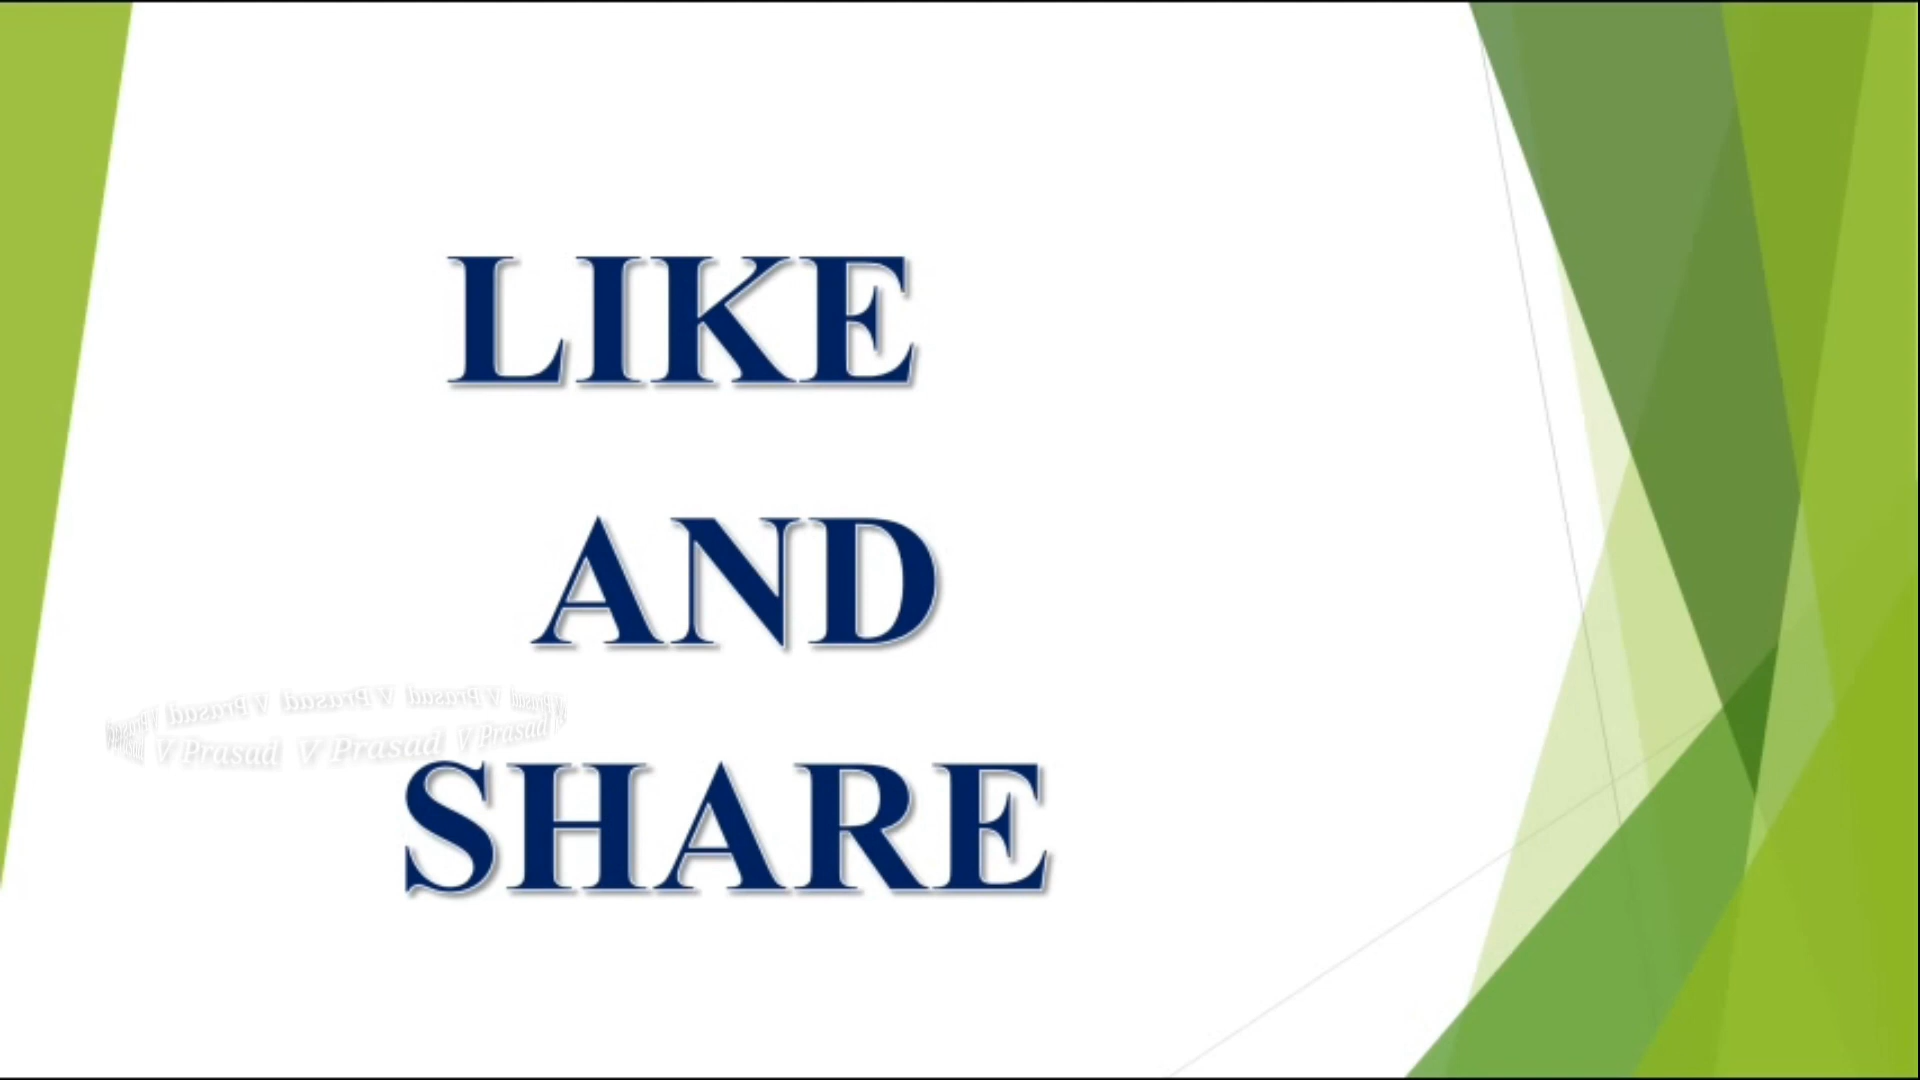 LIKE
AND
V Prasad V Prasad V Prasad
SHARE